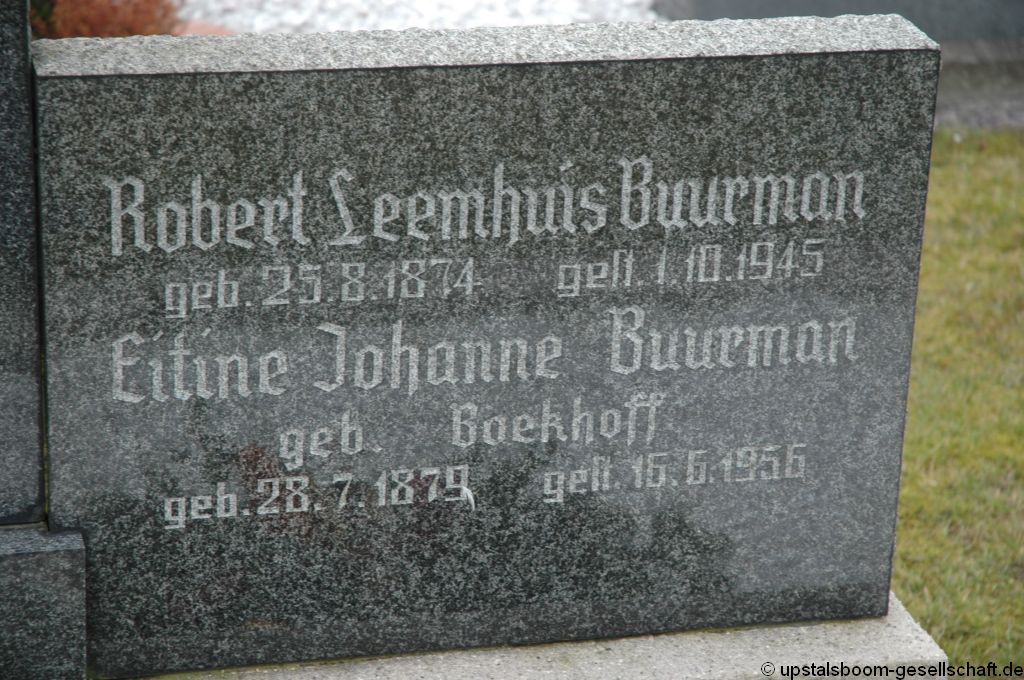 Robert Leemhuis Buurman
geb. 25.8.1874 gest. 1.10.1945
Eitine Johanne Buurman
geb. Boekhoff
geb. 28.7.1879 gest. 16.6.1956
© upstalsboom-gesellschaft.de